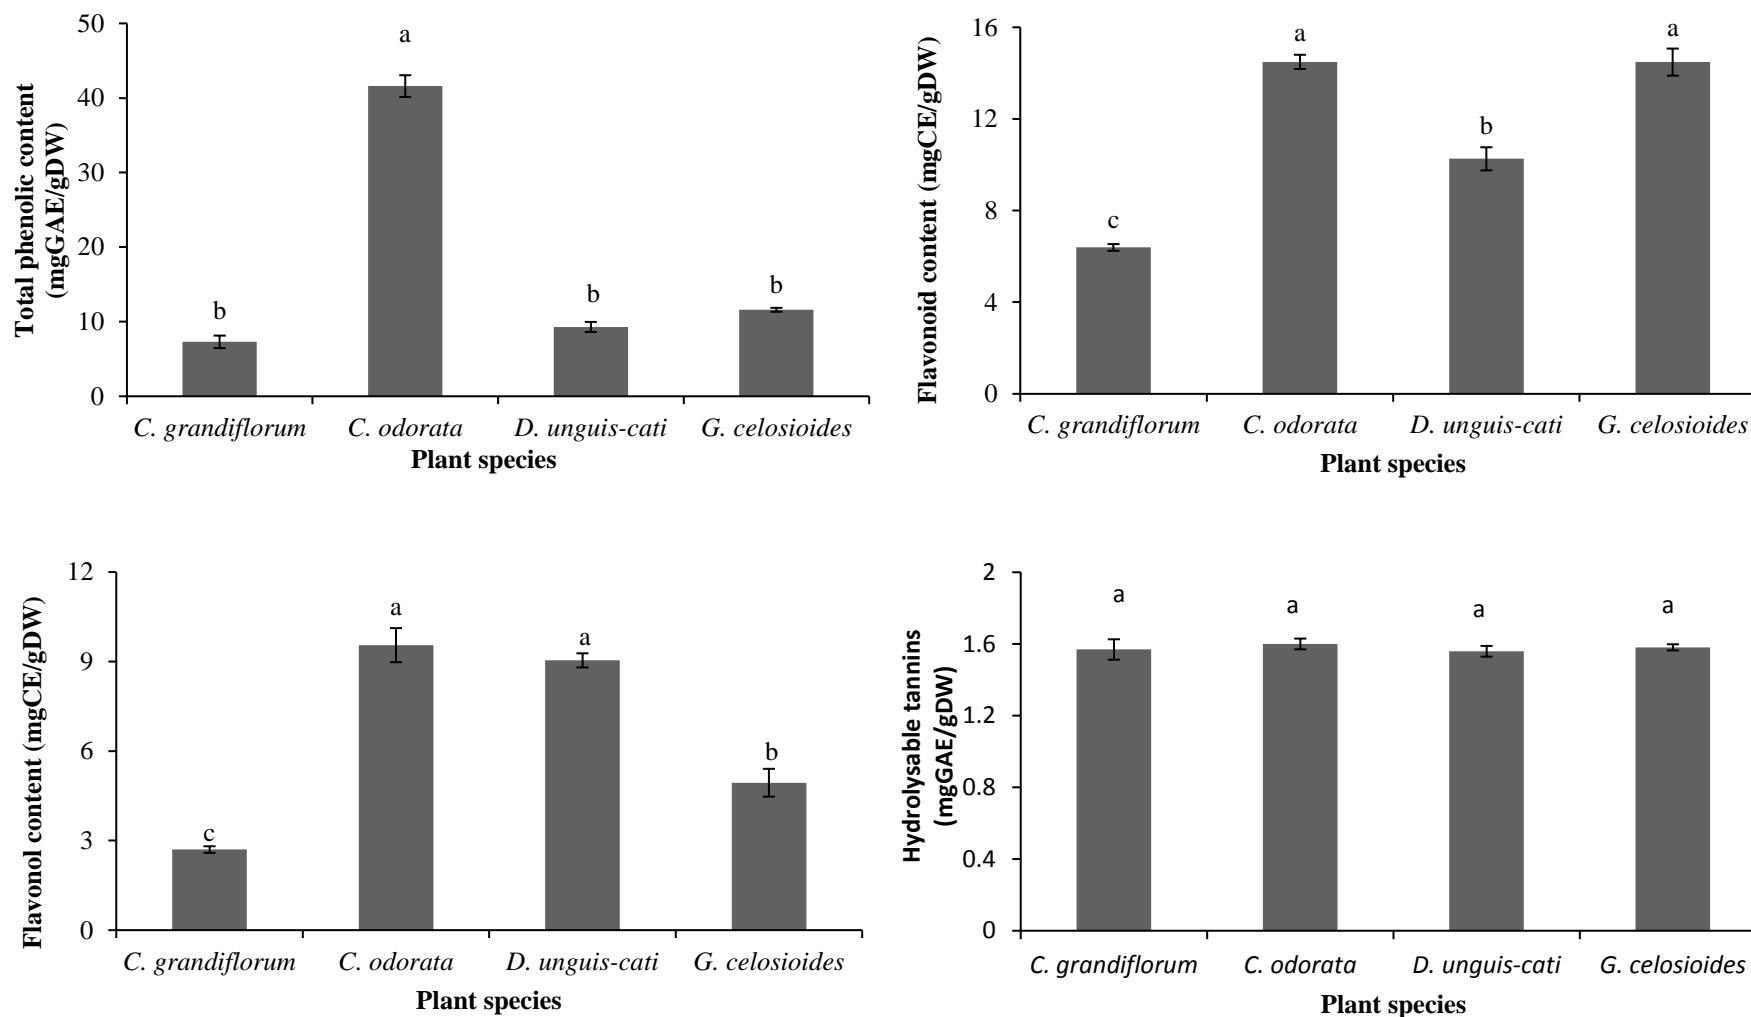 50
40
30
20
10
0
Total phenolic content
(mgGAE/gDW)
a
b
b
b
C. grandiflorum
C. odorata
D. unguis-cati
G. celosioides
Plant species
16
12
8
4
0
Flavonoid content (mgCE/gDW)
c
a
b
a
C. grandiflorum
C. odorata
D. unguis-cati
G. celosioides
Plant species
12
9
6
3
0
Flavonol content (mgCE/gDW)
c
a
a
b
C. grandiflorum
C. odorata
D. unguis-cati
G. celosioides
Plant species
2
1.6
1.2
0.8
0.4
0
Hydrolysable tannins
(mgGAE/gDW)
a
a
a
a
C. grandiflorum
C. odorata
D. unguis-cati
G. celosioides
Plant species